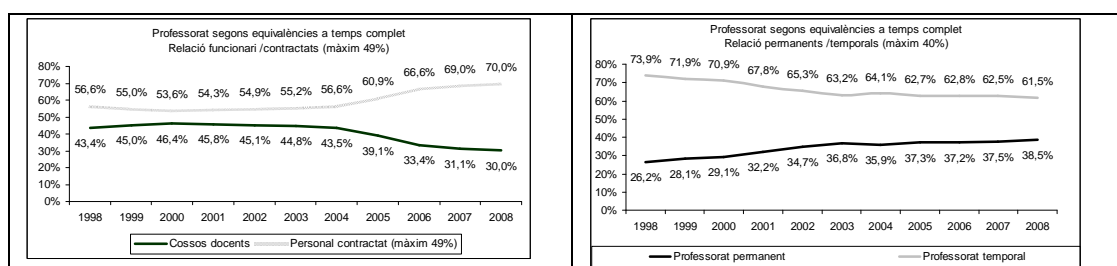 Professorat segons equivalències a temps complet
Relació funcionari /contractats (màxim 49%)
80%
70%
60%
50%
40%
30%
20%
10%
0%
56,6% 55,0% 53,6% 54,3% 54,9% 55,2% 56,6% 60,9% 66,6% 69,0% 70,0%
43,4% 45,0% 46,4% 45,8% 45,1% 44,8% 43,5% 39,1% 33,4% 31,1% 30,0%
1998 1999 2000 2001 2002 2003 2004 2005 2006 2007 2008
Cossos docents Personal contractat (màxim 49%)
Professorat segons equivalències a temps complet
Relació permanents /temporals (màxim 40%)
80%
70%
60%
50%
40%
30%
20%
10%
0%
73,9% 71,9% 70,9% 67,8% 65,3% 63,2% 64,1% 62,7% 62,8% 62,5% 61,5%
26,2% 28,1% 29,1% 32,2% 34,7% 36,8% 35,9% 37,3% 37,2% 37,5% 38,5%
1998 1999 2000 2001 2002 2003 2004 2005 2006 2007 2008
Professorat permanent Professorat temporal